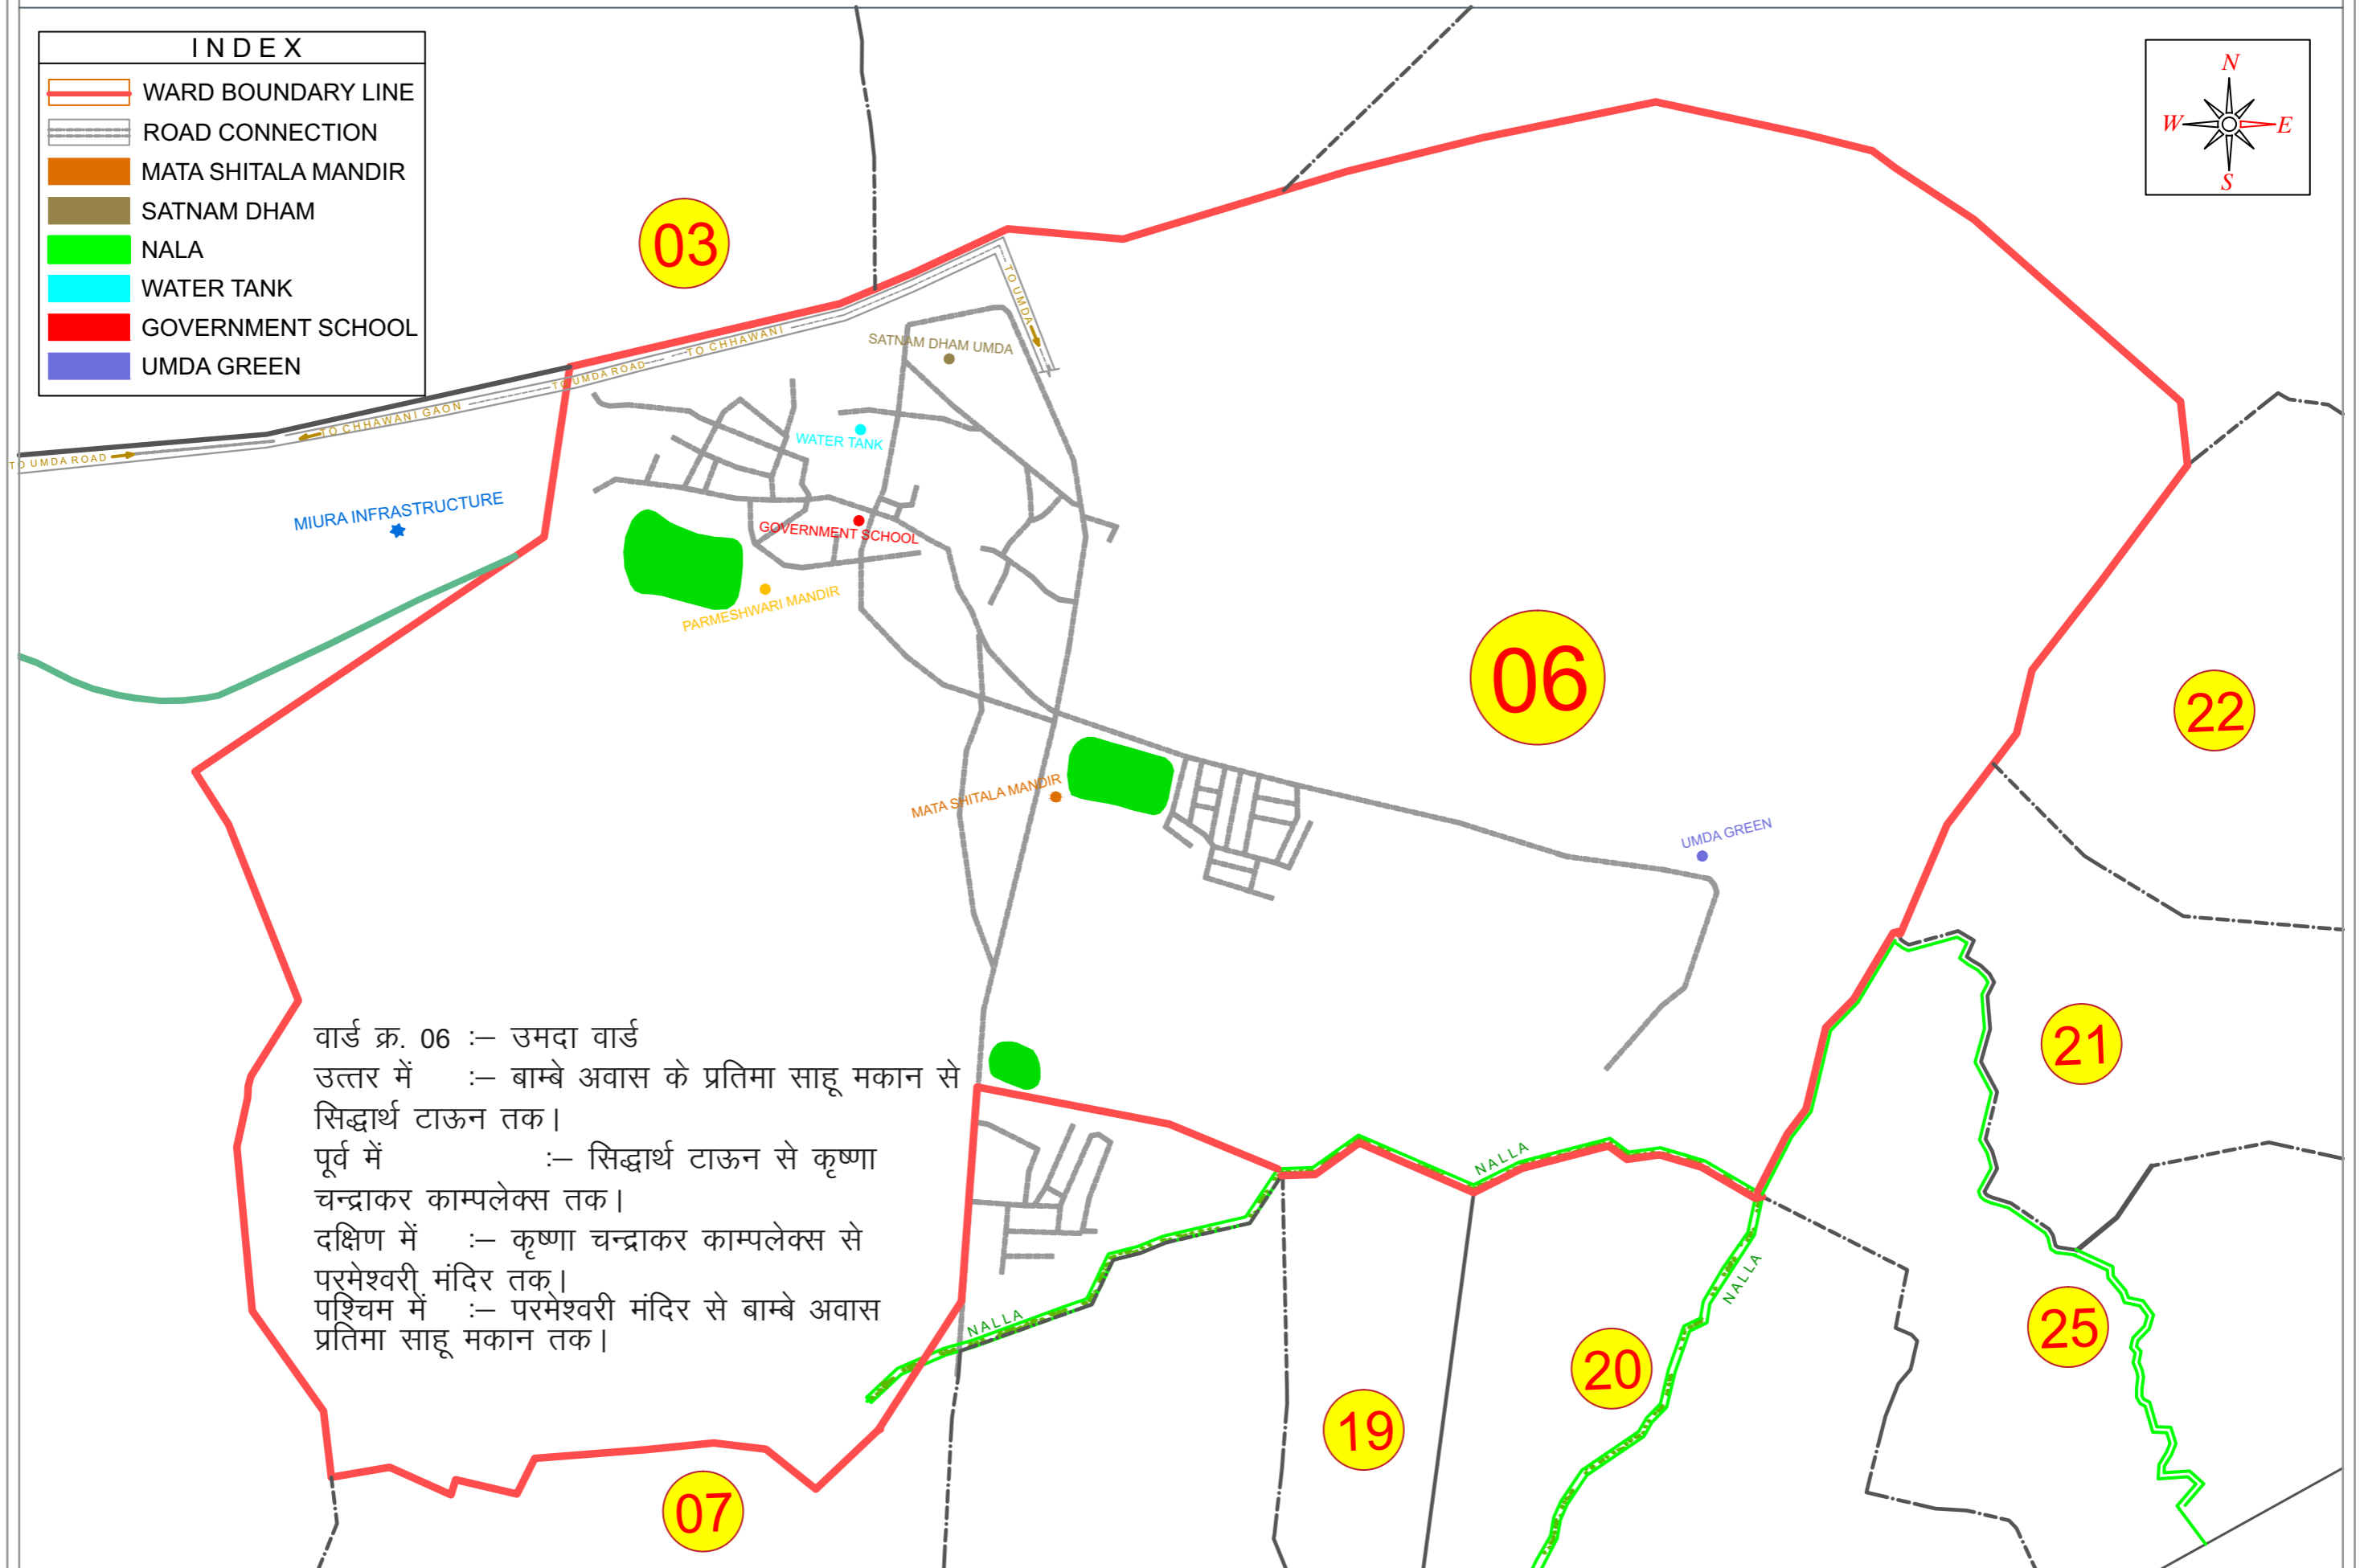 INDEX
WARD BOUNDARY LINE
ROAD CONNECTION
MATA SHITALA MANDIR
SATNAM DHAM
NALA
WATER TANK
GOVERNMENT SCHOOL
UMDA GREEN
N
W
E
S
03
TO UMDA
TO CHHAWANI
TO UMDA ROAD
TO CHHAWANI GAON
TO UMDA ROAD
SATNAM DHAM UMDA
WATER TANK
MIURA INFRASTRUCTURE
GOVERNMENT SCHOOL
PARMESHWARI MANDIR
06
22
MATA SHITALA MANDIR
UMDA GREEN
21
वार्ड क्र. 06 :– उमदा वार्ड
उत्तर में :– बाम्बे अवास के प्रतिमा साहू मकान से
सिद्धार्थ टाऊन तक।
पूर्व में :– सिद्धार्थ टाऊन से कृष्णा
चन्द्राकर काम्पलेक्स तक।
दक्षिण में :– कृष्णा चन्द्राकर काम्पलेक्स से
परमेश्वरी मंदिर तक।
पश्चिम में :– परमेश्वरी मंदिर से बाम्बे अवास
प्रतिमा साहू मकान तक।
NALLA
NALLA
NALLA
25
20
19
07